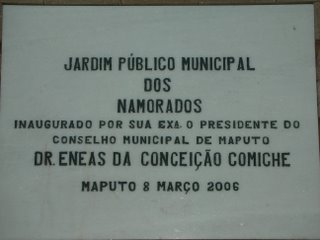 JARDIM PÚBLICO MUNICIPAL
DOS
NAMORADOS
INAUGURADO POR SUA EXA. O PRESIDENTE DO
CONSELHO MUNICIPAL DE MAPUTO
DR. ENEAS DA CONCEIÇÃO COMICHE
MAPUTO 8 MARÇO 2006